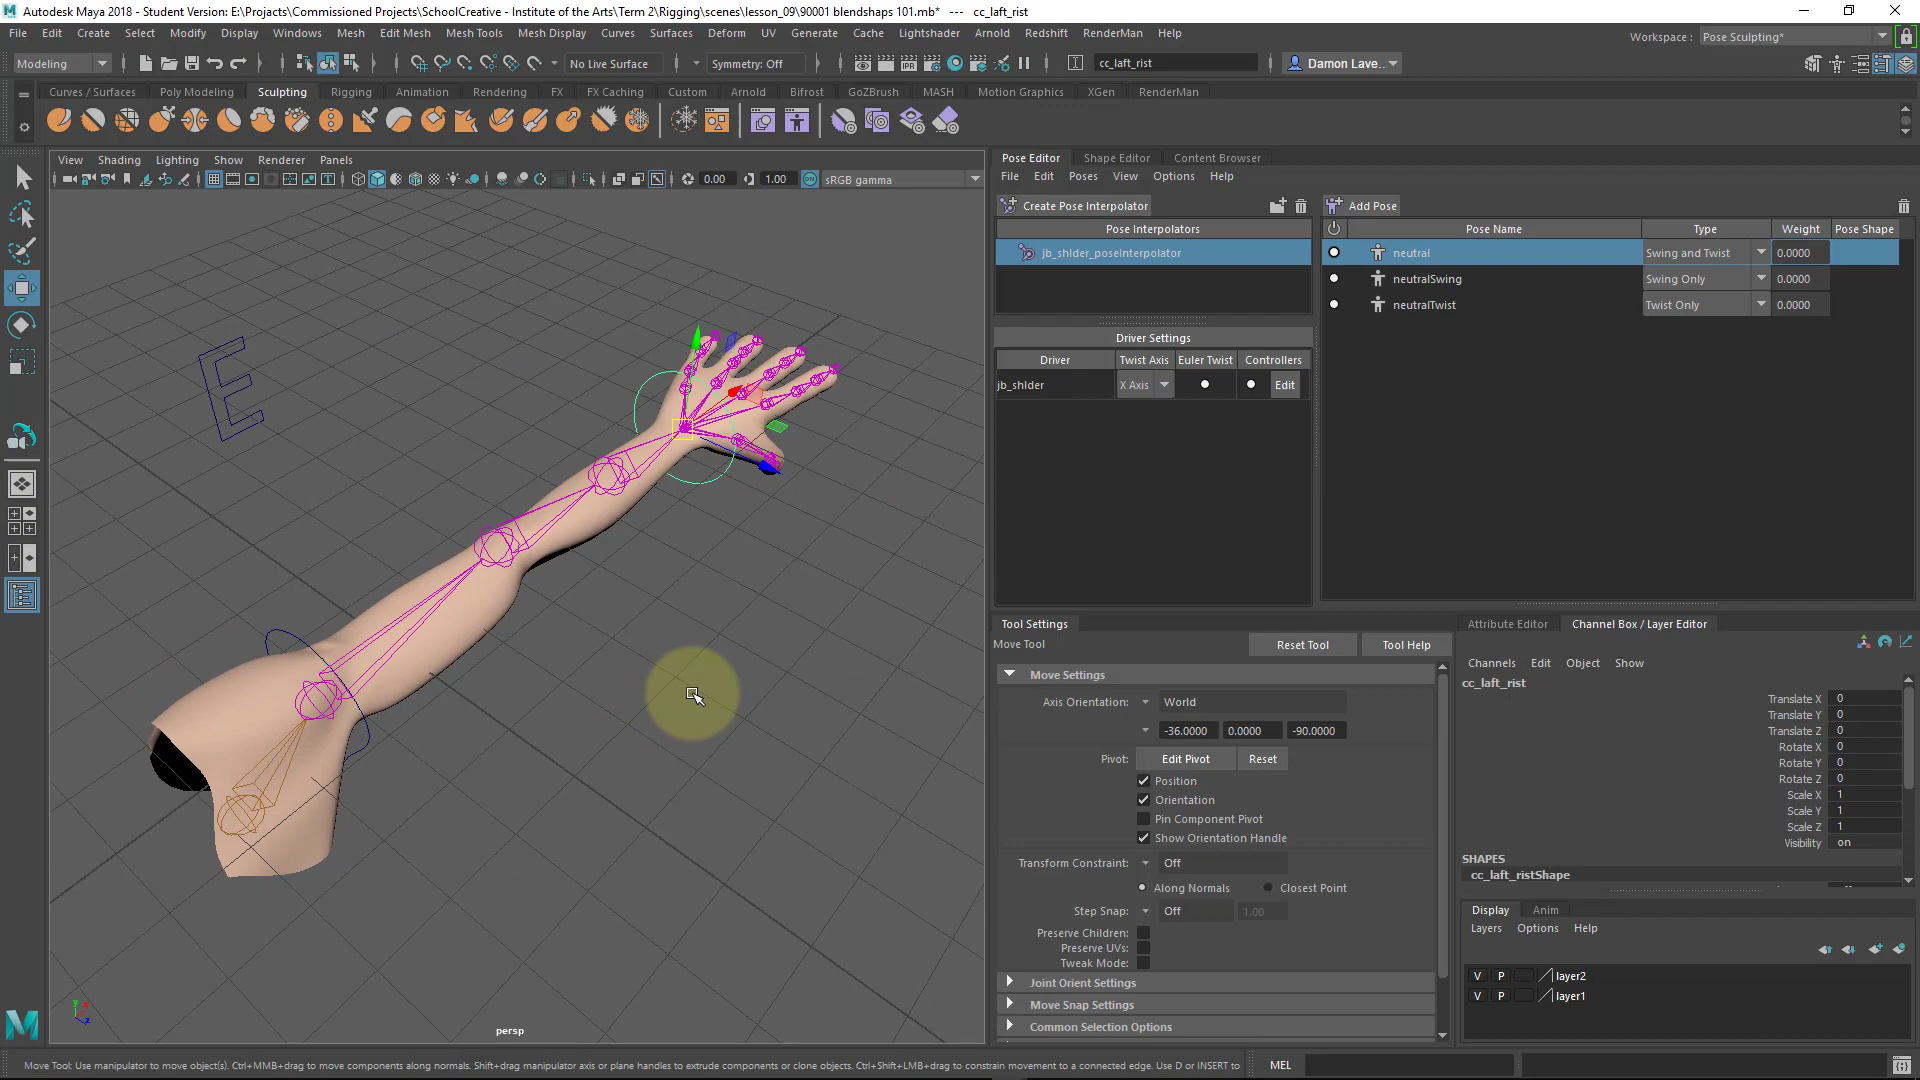 Autodesk Maya 2018 - Student Version: E:\Projects\Commissioned Projects\SchoolCreative - Institute of the Arts\Term 2\Rigging\scenes\lesson_09\90001 blendshaps 101.mb* --- cc_laft_rist
File Edit Create Select Modify Display Windows Mesh Edit Mesh Mesh Tools Mesh Display Curves Surfaces Deform UV Generate Cache Lightshader Arnold Redshift RenderMan Help
Workspace : Pose Sculpting*
Modeling No Live Surface Symmetry: Off IPR cc_laft_rist Damon Lave...
Curves / Surfaces Poly Modeling Sculpting Rigging Animation Rendering FX FX Caching Custom Arnold Bifrost GoZBrush MASH Motion Graphics XGen RenderMan
View Shading Lighting Show Renderer Panels
0.00 1.00 ON sRGB gamma
E
persp
Pose Editor Shape Editor Content Browser
File Edit Poses View Options Help
Create Pose Interpolator
Pose Interpolators
jb_shlder_poseInterpolator
Driver Settings
Driver Twist Axis Euler Twist Controllers
jb_shlder X Axis Edit
Add Pose
Pose Name Type Weight Pose Shape
neutral Swing and Twist 0.0000
neutralSwing Swing Only 0.0000
neutralTwist Twist Only 0.0000
Tool Settings
Move Tool Reset Tool Tool Help
Move Settings
Axis Orientation: World
-36.0000 0.0000 -90.0000
Pivot: Edit Pivot Reset
Position
Orientation
Pin Component Pivot
Show Orientation Handle
Transform Constraint: Off
Along Normals Closest Point
Step Snap: Off 1.00
Preserve Children:
Preserve UVs:
Tweak Mode:
Joint Orient Settings
Move Snap Settings
Common Selection Options
Attribute Editor Channel Box / Layer Editor
Channels Edit Object Show
cc_laft_rist
Translate X 0
Translate Y 0
Translate Z 0
Rotate X 0
Rotate Y 0
Rotate Z 0
Scale X 1
Scale Y 1
Scale Z 1
Visibility on
SHAPES
cc_laft_ristShape
Display Anim
Layers Options Help
V P layer2
V P layer1
Move Tool: Use manipulator to move object(s). Ctrl+MMB+drag to move components along normals. Shift+drag manipulator axis or plane handles to extrude components or clone objects. Ctrl+Shift+LMB+drag to constrain movement to a connected edge. Use D or INSERT to
MEL